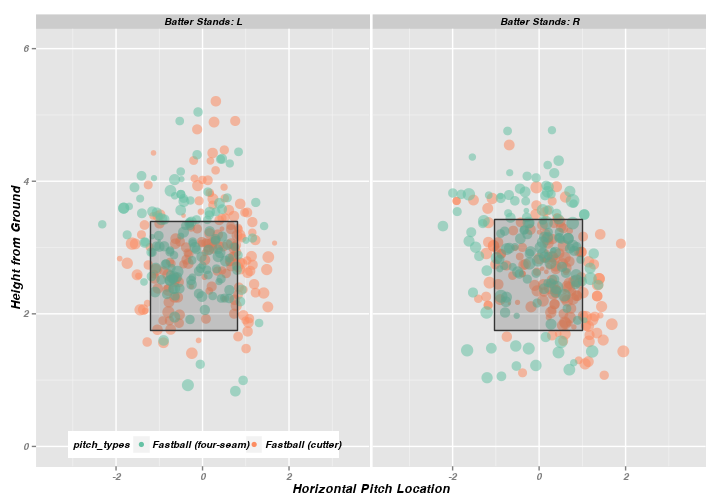 Batter Stands: L
Batter Stands: R
6
4
2
0
Height from Ground
pitch_types Fastball (four-seam) Fastball (cutter)
-2 0 2 -2 0 2
Horizontal Pitch Location